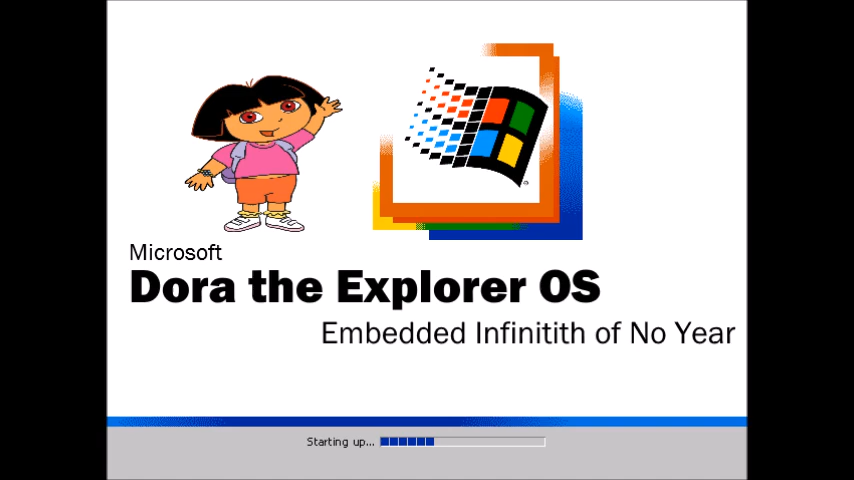 Microsoft
Dora the Explorer OS
Embedded Infinitith of No Year
Starting up...